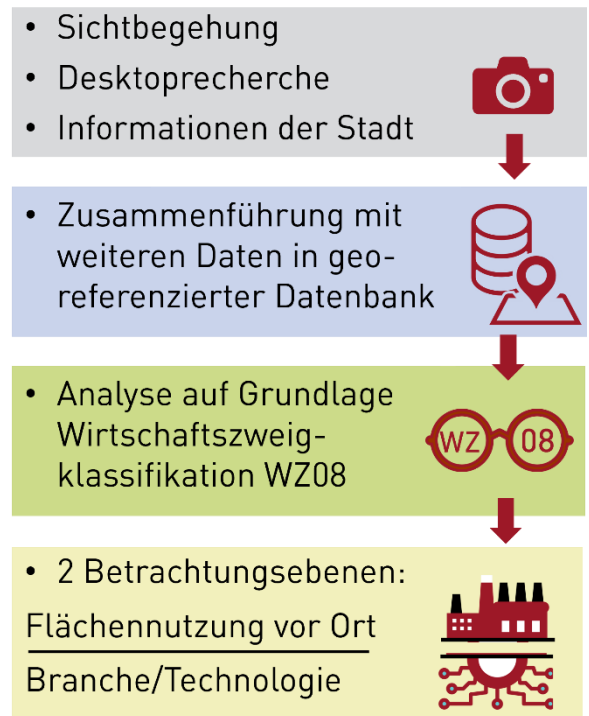 • Sichtbegehung
• Desktoprecherche
• Informationen der Stadt
• Zusammenführung mit
weiteren Daten in geo-
referenzierter Datenbank
• Analyse auf Grundlage
Wirtschaftszweig-
klassifikation WZ08
WZ 08
• 2 Betrachtungsebenen:
Flächennutzung vor Ort
Branche/Technologie